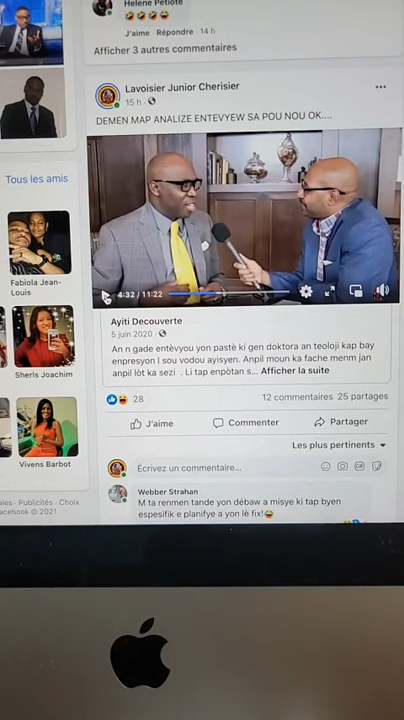 Helene Petiote
J'aime · Répondre · 14 h
Afficher 3 autres commentaires
Lavoisier Junior Cherisier
15 h ·
DEMEN MAP ANALIZE ENTEVYEW SA POU NOU OK....
Tous les amis
4:32 / 11:22
Fabiola Jean-
Louis
Ayiti Decouverte
5 juin 2020 ·
An n gade entèvyou yon pastè ki gen doktora an teoloji kap bay
enpresyon l sou vodou ayisyen. Anpil moun ka fache menm jan
anpil lòt ka sezi . Li tap enpòtan s... Afficher la suite
Sheris Joachim
28
12 commentaires 25 partages
J'aime
Commenter
Partager
Les plus pertinents
Vivens Barbot
Écrivez un commentaire...
GIF
Webber Strahan
M ta renmen tande yon débaw a misye ki tap byen
espesifik e planifye a yon lè fix!
ales · Publicités · Choix
acebook © 2021